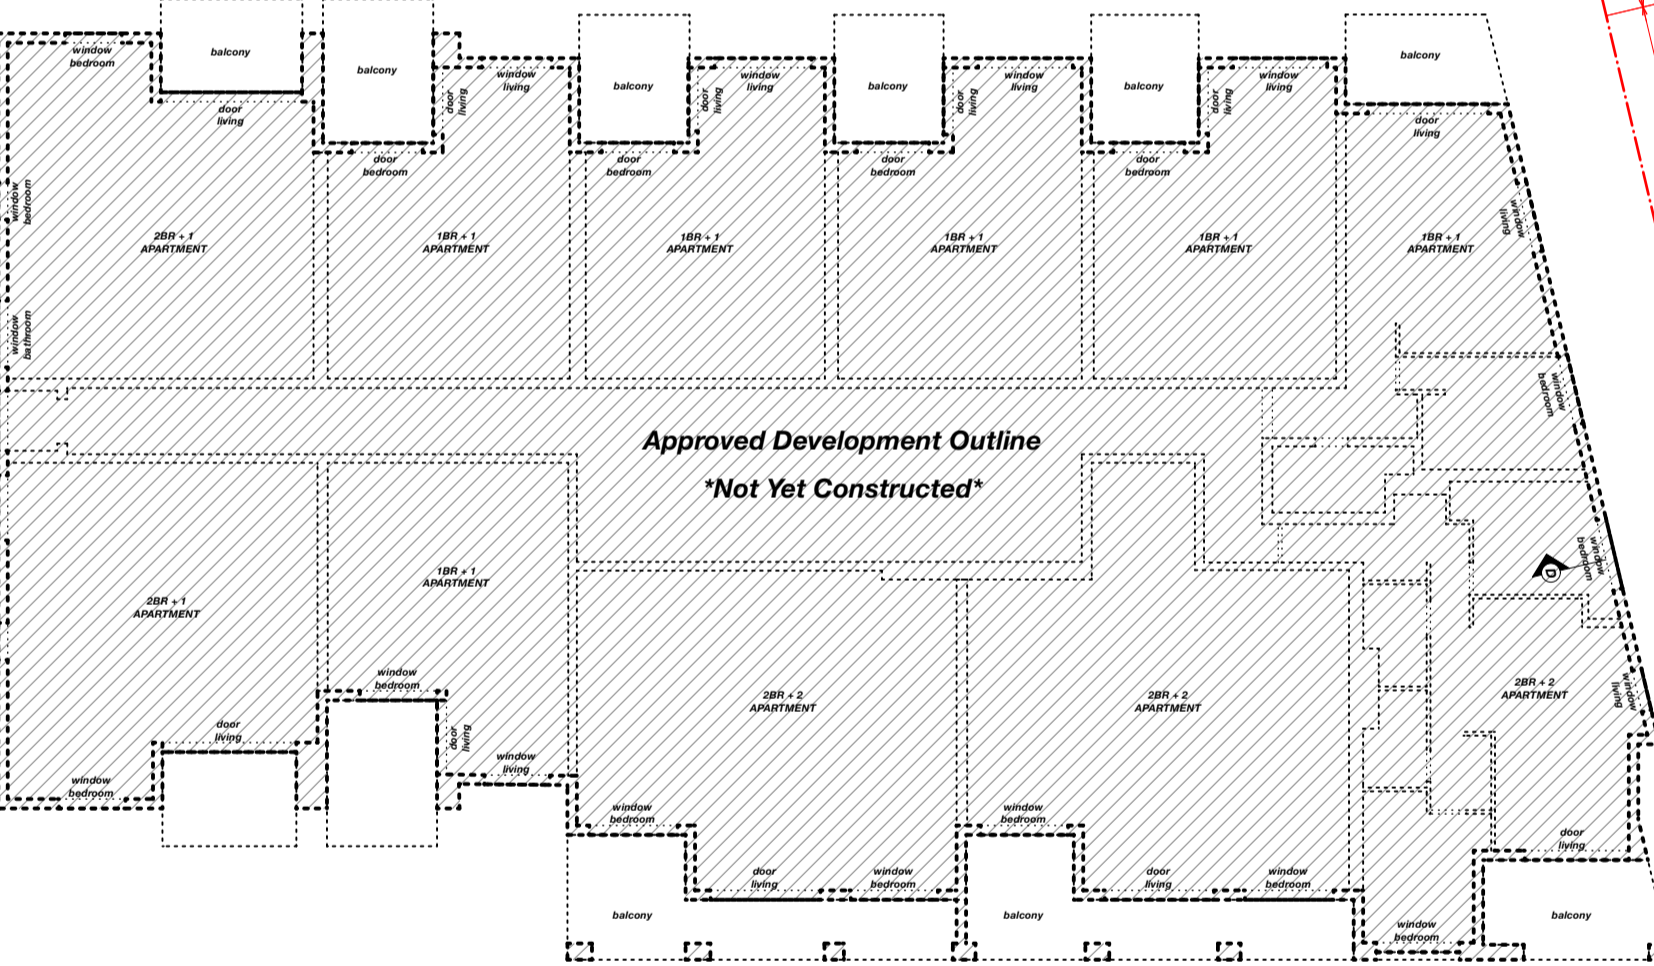 balcony
window
bedroom
balcony
door
living
balcony
window
living
door
living
door
bedroom
balcony
window
living
door
living
door
bedroom
balcony
window
living
door
living
door
bedroom
balcony
window
living
door
living
door
bedroom
balcony
door
living
window
bedroom
window
living
2BR + 1
APARTMENT
1BR + 1
APARTMENT
1BR + 1
APARTMENT
1BR + 1
APARTMENT
1BR + 1
APARTMENT
1BR + 1
APARTMENT
window
bathroom
window
bedroom
Approved Development Outline
*Not Yet Constructed*
window
bedroom
D
1BR + 1
APARTMENT
2BR + 1
APARTMENT
window
bedroom
2BR + 2
APARTMENT
2BR + 2
APARTMENT
2BR + 2
APARTMENT
window
living
door
living
door
living
window
living
window
bedroom
window
bedroom
window
bedroom
door
living
door
living
window
bedroom
door
living
window
bedroom
balcony
balcony
window
bedroom
balcony